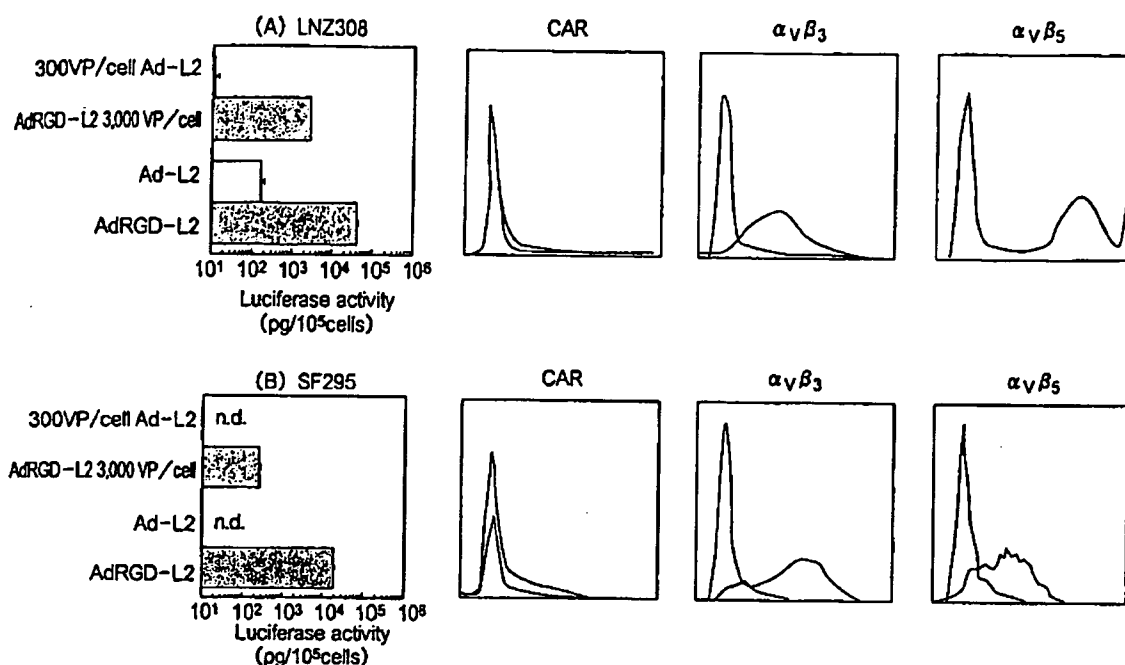 (A) LNZ308
CAR
αVβ3
αVβ5
300VP/cell Ad-L2
AdRGD-L2 3,000 VP/cell
Ad-L2
AdRGD-L2
10¹ 10² 10³ 10⁴ 10⁵ 10⁶
Luciferase activity
(pg/10⁵cells)
(B) SF295
CAR
αVβ3
αVβ5
300VP/cell Ad-L2
n.d.
AdRGD-L2 3,000 VP/cell
Ad-L2
n.d.
AdRGD-L2
10¹ 10² 10³ 10⁴ 10⁵ 10⁶
Luciferase activity
(pg/10⁵cells)